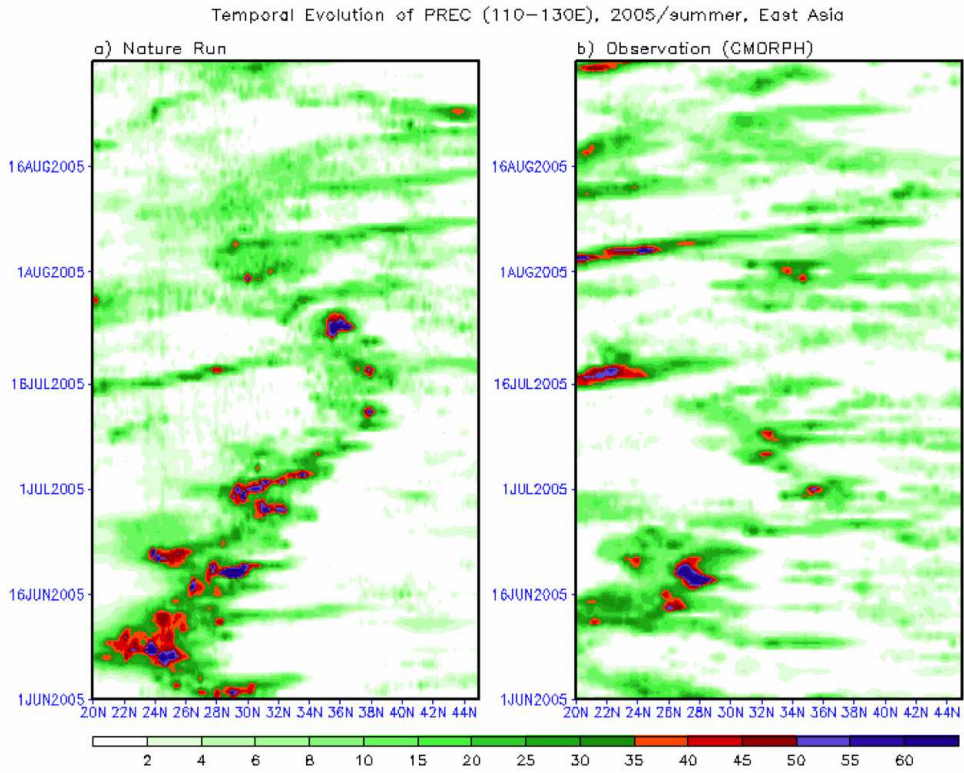 Temporal Evolution of PREC (110-130E), 2005/summer, East Asia
a) Nature Run
b) Observation (CMORPH)
16AUG2005
1AUG2005
16JUL2005
1JUL2005
16JUN2005
1JUN2005
20N 22N 24N 26N 28N 30N 32N 34N 36N 38N 40N 42N 44N
16AUG2005
1AUG2005
16JUL2005
1JUL2005
16JUN2005
1JUN2005
20N 22N 24N 26N 28N 30N 32N 34N 36N 38N 40N 42N 44N
2 4 6 8 10 15 20 25 30 35 40 45 50 55 60